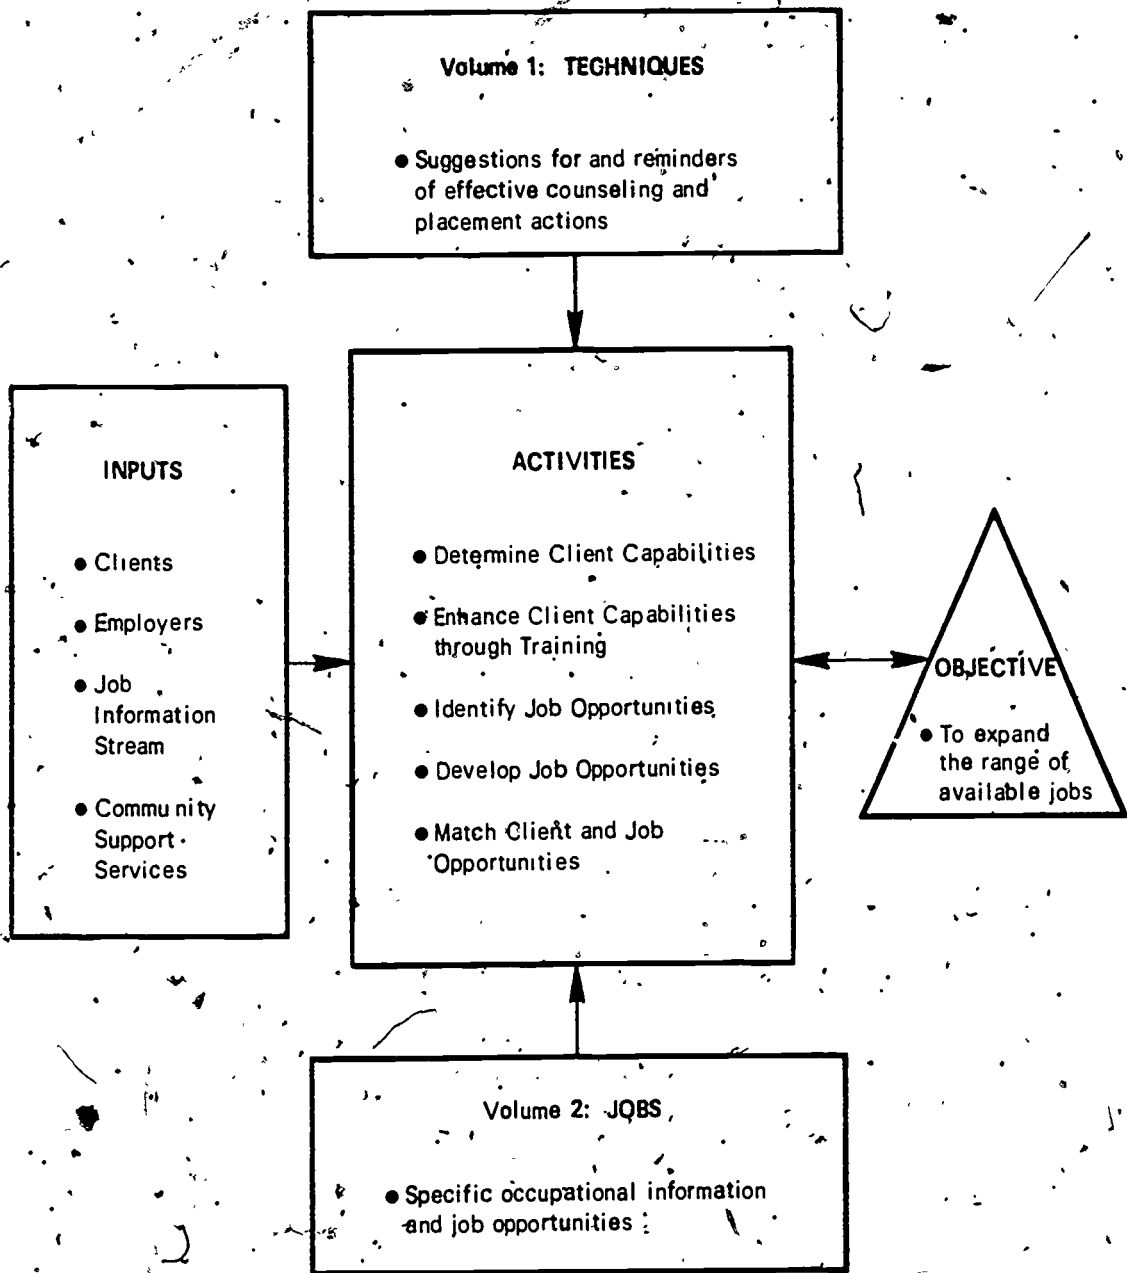 Volume 1: TECHNIQUES
● Suggestions for and reminders
of effective counseling and
placement actions
INPUTS
● Clients
● Employers
● Job
Information
Stream
● Community
Support
Services
ACTIVITIES
● Determine Client Capabilities
● Enhance Client Capabilities
through Training
● Identify Job Opportunities
● Develop Job Opportunities
● Match Client and Job
Opportunities
OBJECTIVE
● To expand
the range of
available jobs
Volume 2: JOBS
● Specific occupational information
and job opportunities